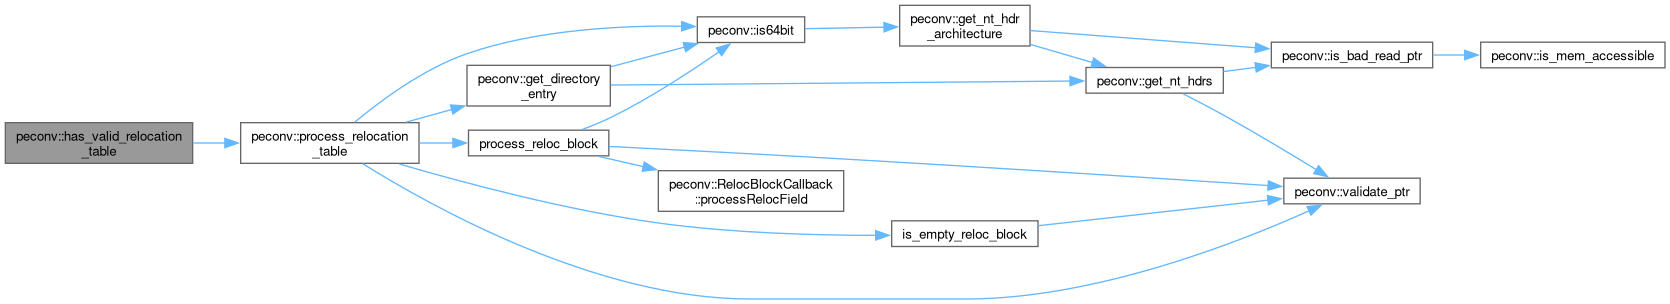 peconv::has_valid_relocation
_table
peconv::process_relocation
_table
peconv::get_directory
_entry
process_reloc_block
peconv::is64bit
peconv::RelocBlockCallback
::processRelocField
is_empty_reloc_block
peconv::get_nt_hdr
_architecture
peconv::get_nt_hdrs
peconv::is_bad_read_ptr
peconv::validate_ptr
peconv::is_mem_accessible